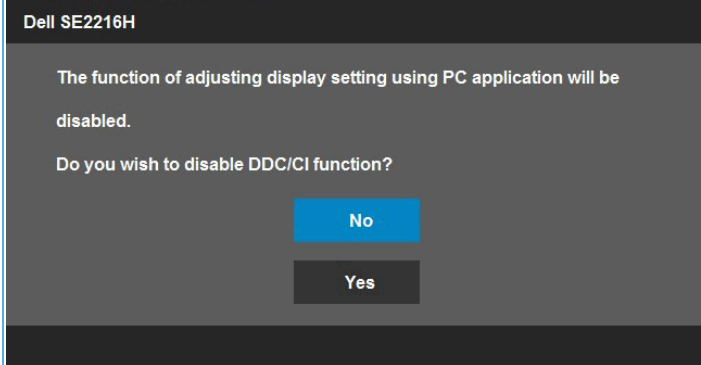 Dell SE2216H
The function of adjusting display setting using PC application will be
disabled.
Do you wish to disable DDC/CI function?
No
Yes